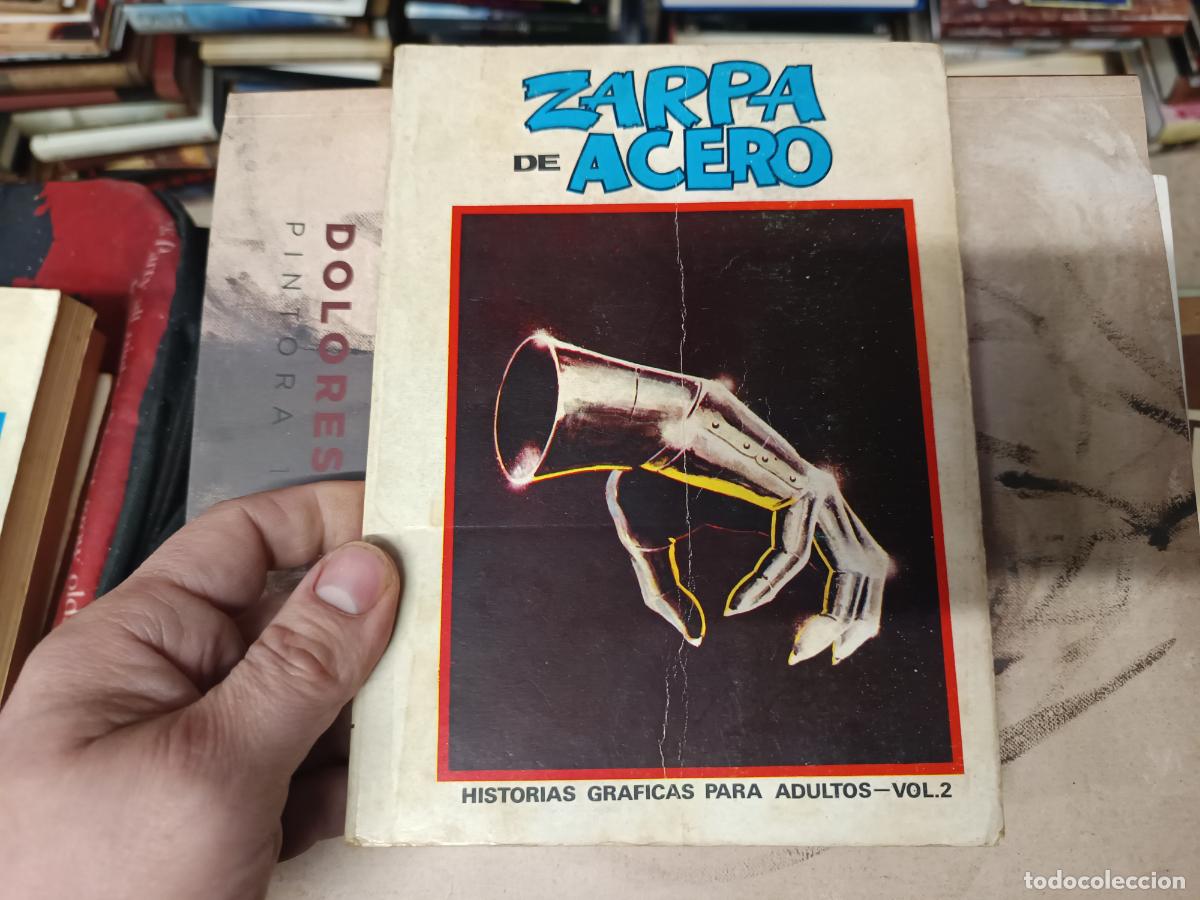 ZARPA
DE ACERO
HISTORIAS GRAFICAS PARA ADULTOS—VOL.2
DOLORES
PINTORA
todocoleccion